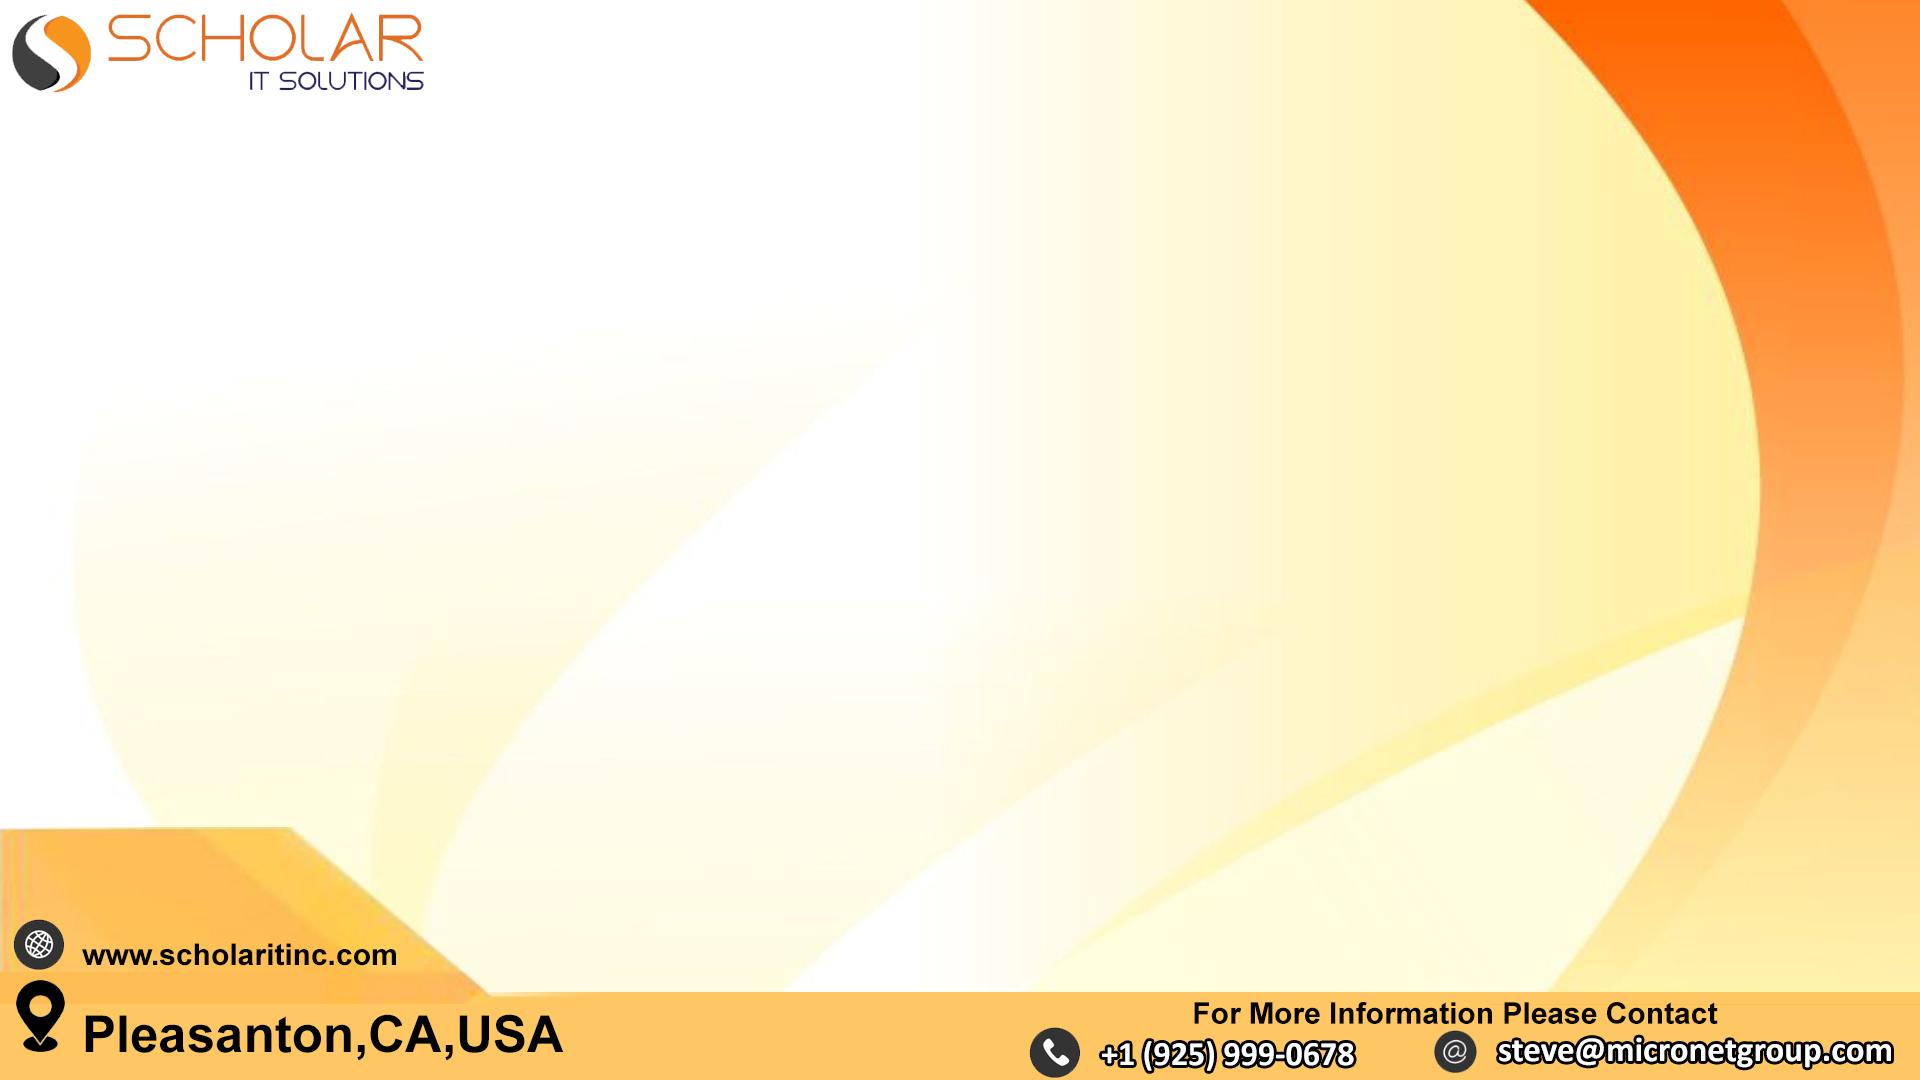 SCHOLAR
IT SOLUTIONS
www.scholaritinc.com
Pleasanton,CA,USA
For More Information Please Contact
+1 (925) 999-0678
steve@micronetgroup.com